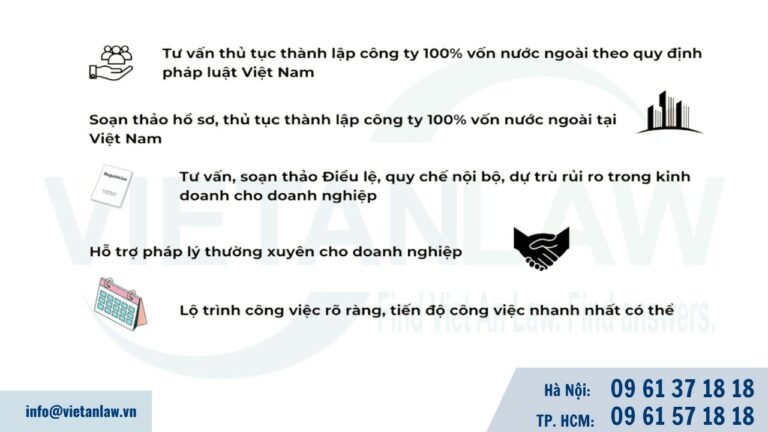 Tư vấn thủ tục thành lập công ty 100% vốn nước ngoài theo quy định
pháp luật Việt Nam
Soạn thảo hồ sơ, thủ tục thành lập công ty 100% vốn nước ngoài tại
Việt Nam
Regulation
Tư vấn, soạn thảo Điều lệ, quy chế nội bộ, dự trù rủi ro trong kinh
doanh cho doanh nghiệp
VIETANLAW
Hỗ trợ pháp lý thường xuyên cho doanh nghiệp
Lộ trình công việc rõ ràng, tiến độ công việc nhanh nhất có thể
Find Viet An Law. Find answers.
info@vietanlaw.vn
Hà Nội: 09 61 37 18 18
TP. HCM: 09 61 57 18 18